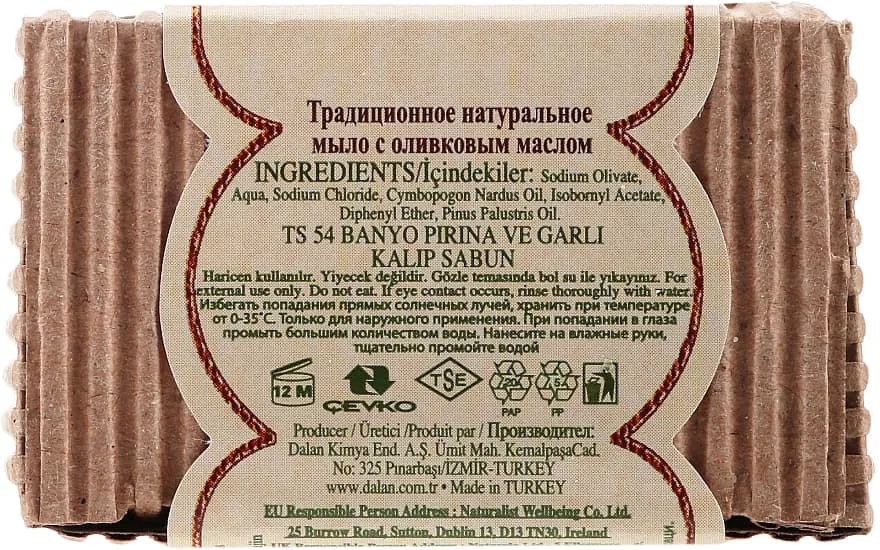 Традиционное натуральное
мыло с оливковым маслом
INGREDIENTS/İçindekiler: Sodium Olivate,
Aqua, Sodium Chloride, Cymbopogon Nardus Oil, Isobornyl Acetate,
Diphenyl Ether, Pinus Palustris Oil.
TS 54 BANYO PIRINA VE GARLI
KALIP SABUN
Haricen kullanılır. Yiyecek değildir. Gözle temasında bol su ile yıkayınız. For
external use only. Do not eat. If eye contact occurs, rinse thoroughly with water.
Избегать попадания прямых солнечных лучей, хранить при температуре
от 0-35°C. Только для наружного применения. При попадании в глаза
промыть большим количеством воды. Нанесите на влажные руки,
тщательно промойте водой
12 M
ÇEVKO
TSE
20
PAP
5
PP
Producer / Üretici /Produit par / Производител:
Dalan Kimya End. A.Ş. Ümit Mah. KemalpaşaCad.
No: 325 Pınarbaşı/İZMİR-TURKEY
www.dalan.com.tr • Made in TURKEY
EU Responsible Person Address : Naturalist Wellbeing Co. Ltd.
25 Burrow Road, Sutton, Dublin 13, D13 TN30, Ireland
UK Responsible Person Address :